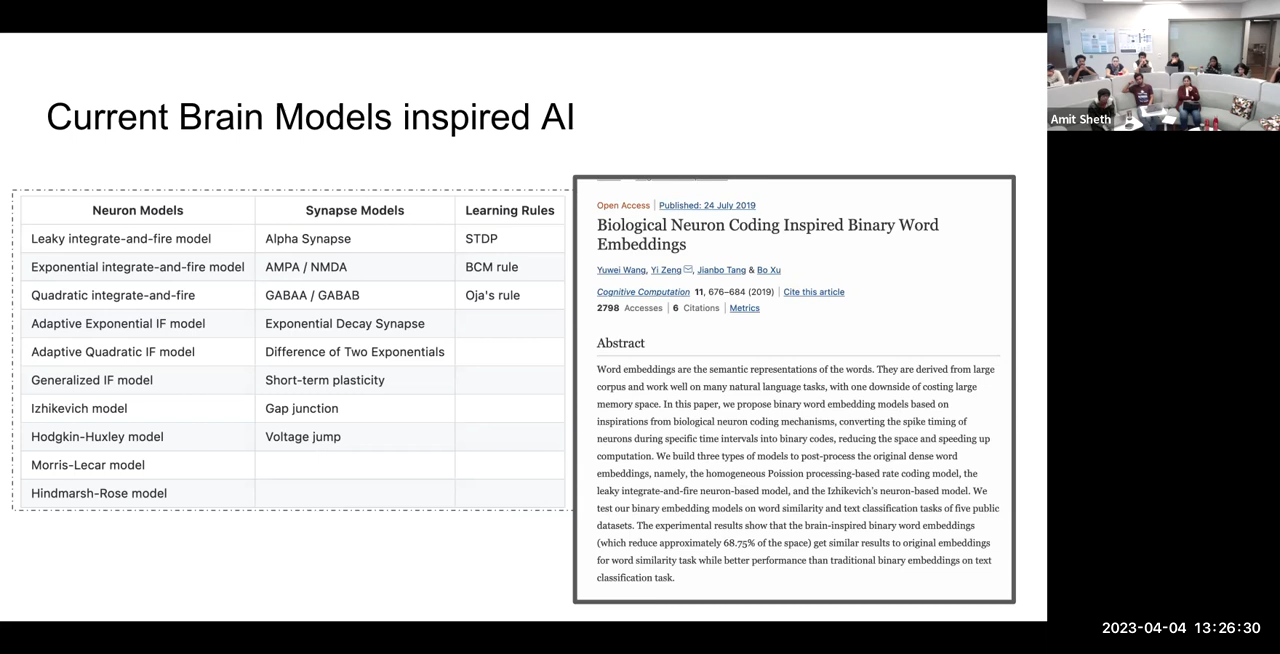 Current Brain Models inspired AI
Amit Sheth
Neuron Models Synapse Models Learning Rules
Leaky integrate-and-fire model Alpha Synapse STDP
Exponential integrate-and-fire model AMPA / NMDA BCM rule
Quadratic integrate-and-fire GABAA / GABAB Oja's rule
Adaptive Exponential IF model Exponential Decay Synapse
Adaptive Quadratic IF model Difference of Two Exponentials
Generalized IF model Short-term plasticity
Izhikevich model Gap junction
Hodgkin-Huxley model Voltage jump
Morris-Lecar model
Hindmarsh-Rose model
Open Access | Published: 24 July 2019
Biological Neuron Coding Inspired Binary Word
Embeddings
Yuwei Wang, Yi Zeng, Jianbo Tang & Bo Xu
Cognitive Computation 11, 676–684 (2019) | Cite this article
2798 Accesses | 6 Citations | Metrics
Abstract
Word embeddings are the semantic representations of the words. They are derived from large
corpus and work well on many natural language tasks, with one downside of costing large
memory space. In this paper, we propose binary word embedding models based on
inspirations from biological neuron coding mechanisms, converting the spike timing of
neurons during specific time intervals into binary codes, reducing the space and speeding up
computation. We build three types of models to post-process the original dense word
embeddings, namely, the homogeneous Poission processing-based rate coding model, the
leaky integrate-and-fire neuron-based model, and the Izhikevich's neuron-based model. We
test our binary embedding models on word similarity and text classification tasks of five public
datasets. The experimental results show that the brain-inspired binary word embeddings
(which reduce approximately 68.75% of the space) get similar results to original embeddings
for word similarity task while better performance than traditional binary embeddings on text
classification task.
2023-04-04 13:26:30